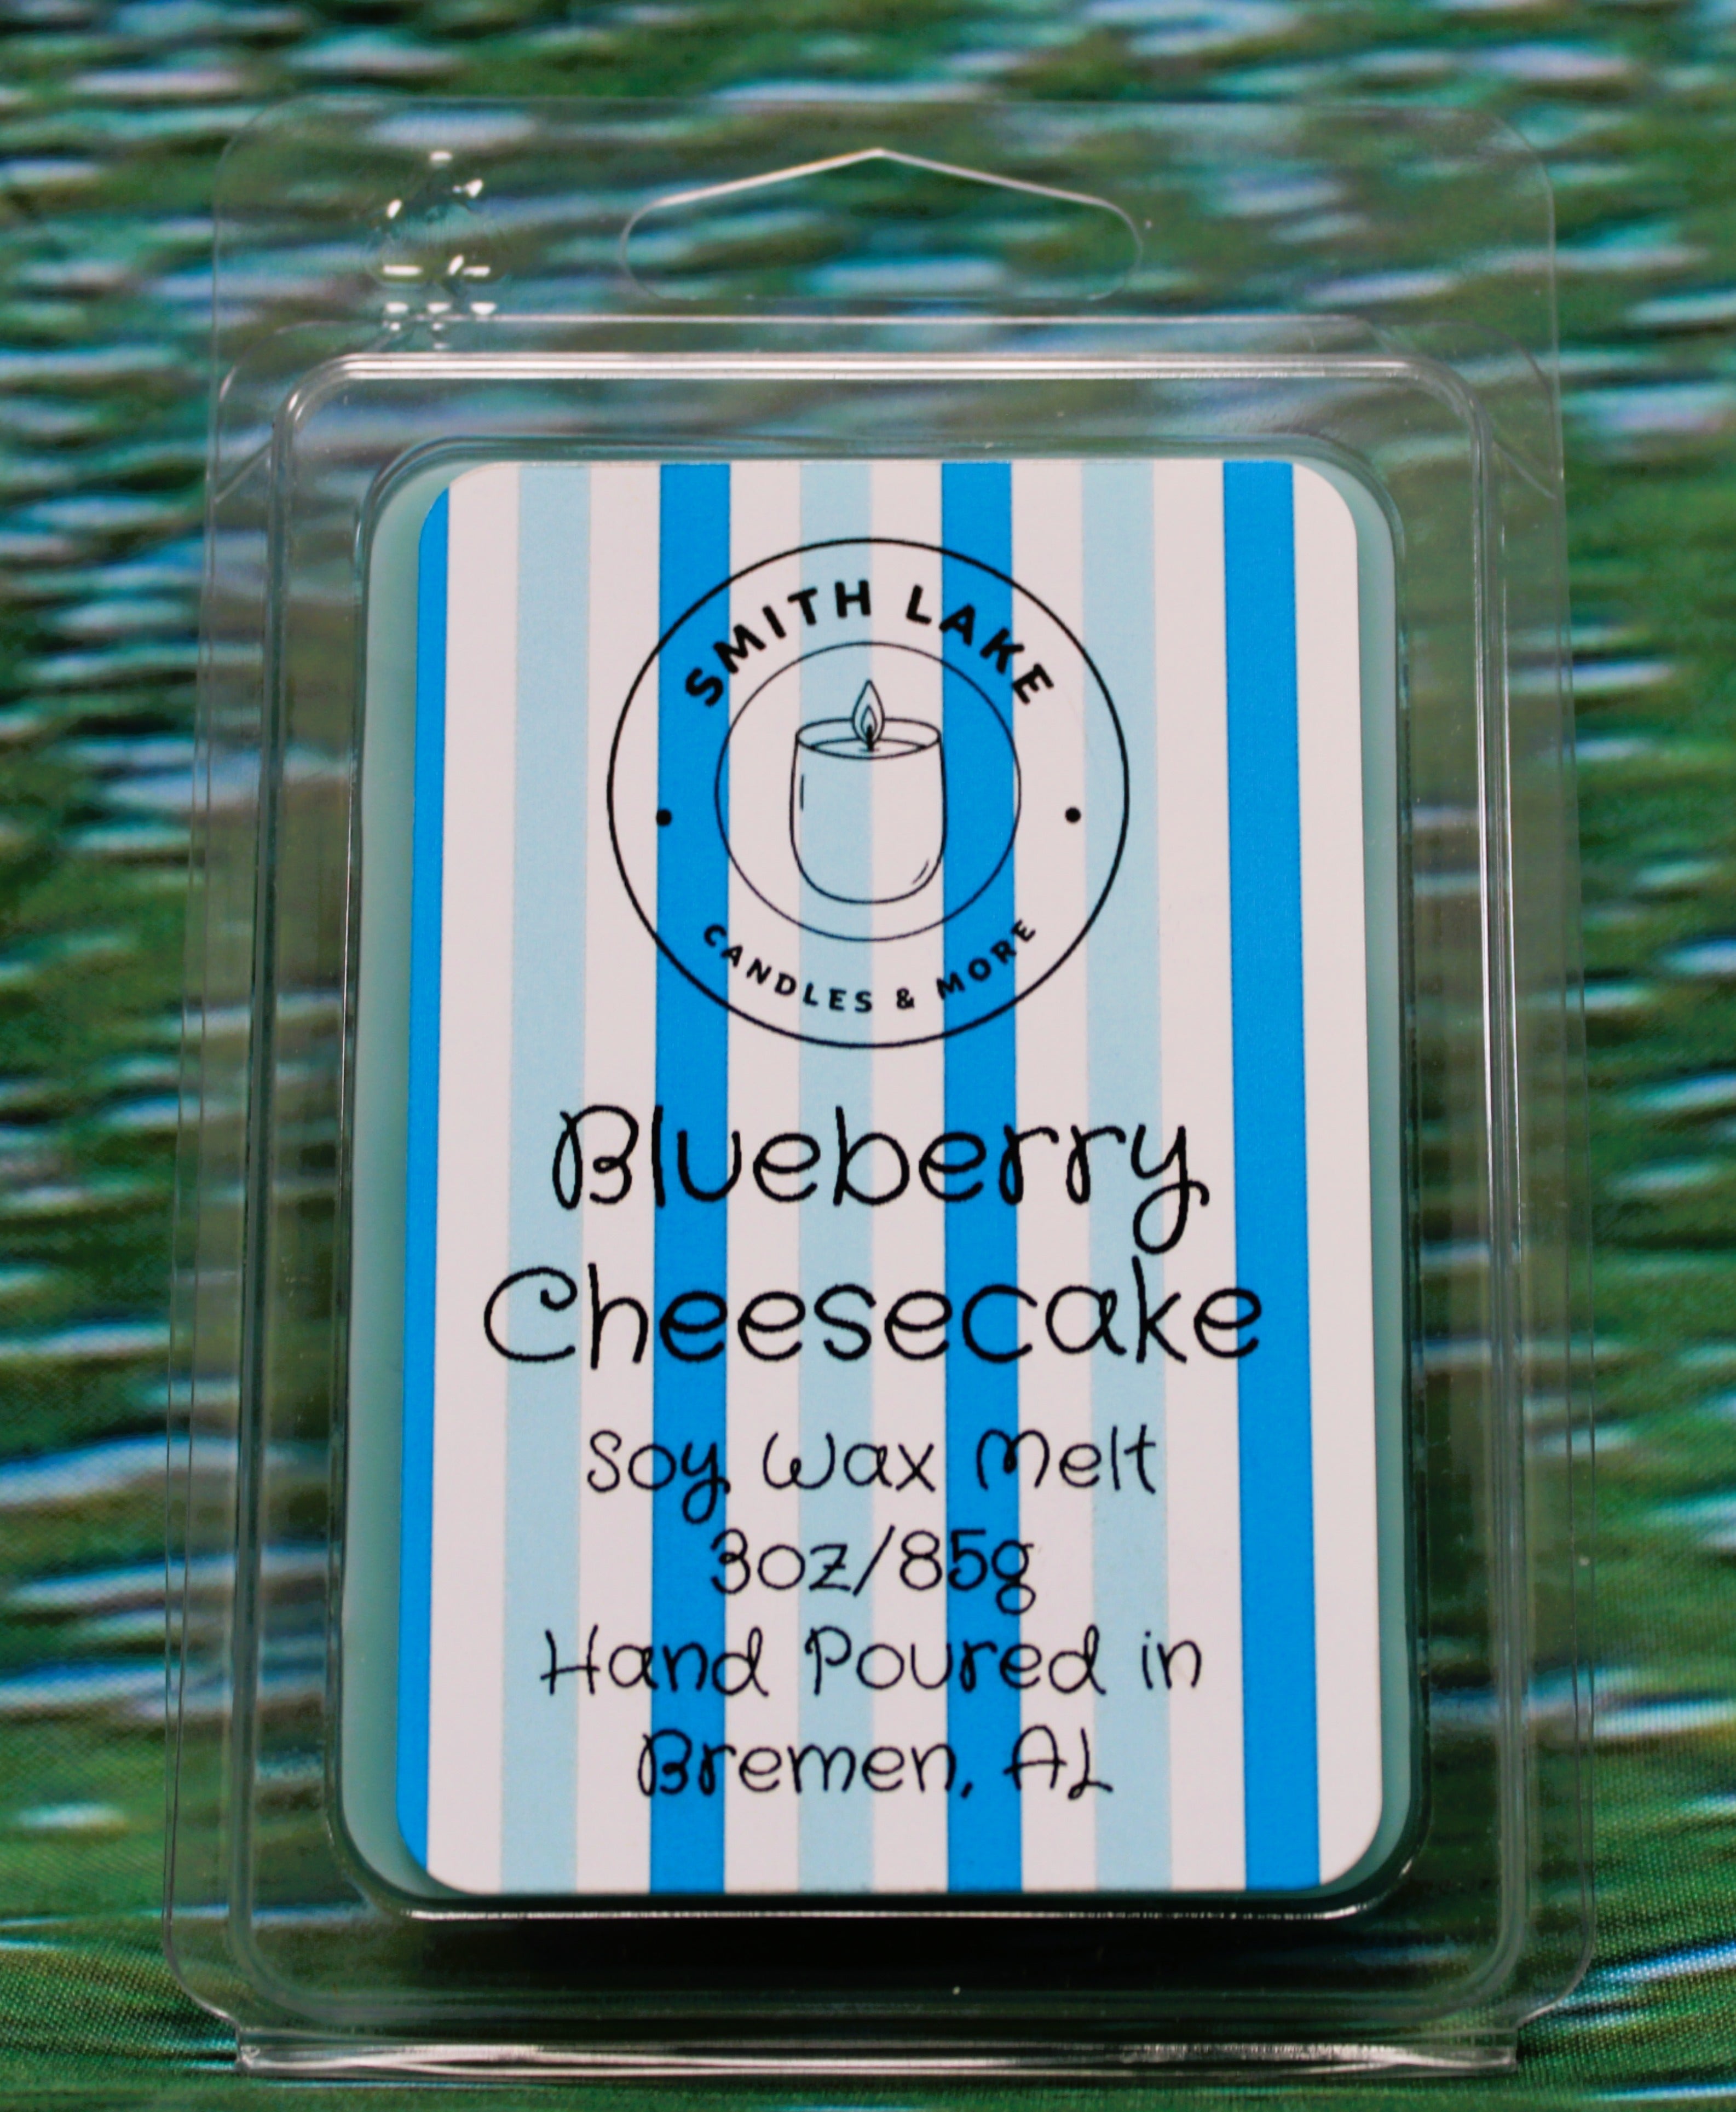 SMITH LAKE
CANDLES & MORE
Blueberry
Cheesecake
Soy Wax Melt
3oz/85g
Hand Poured in
Bremen, AL